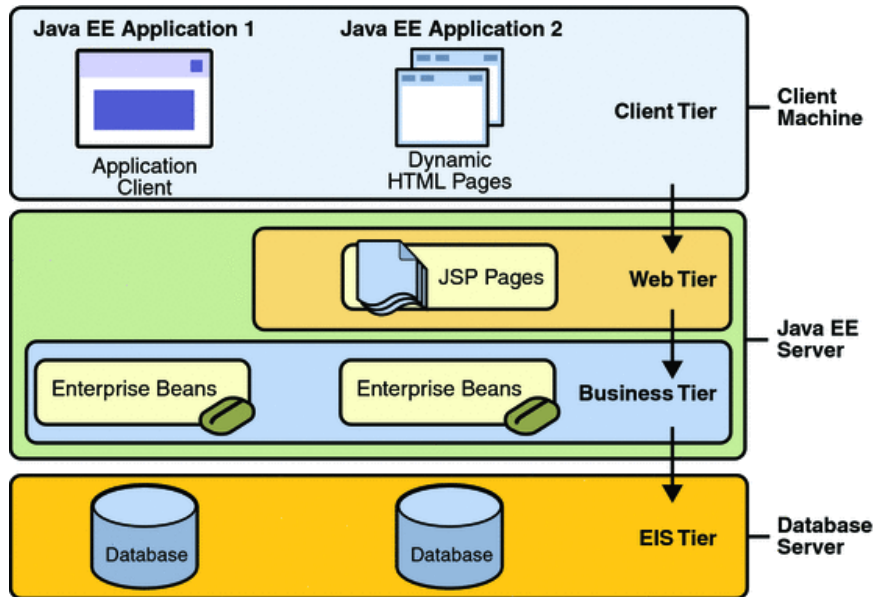 Java EE Application 1
Java EE Application 2
Application
Client
Dynamic
HTML Pages
Client Tier
Client
Machine
JSP Pages
Web Tier
Java EE
Server
Enterprise Beans
Enterprise Beans
Business Tier
Database
Database
EIS Tier
Database
Server